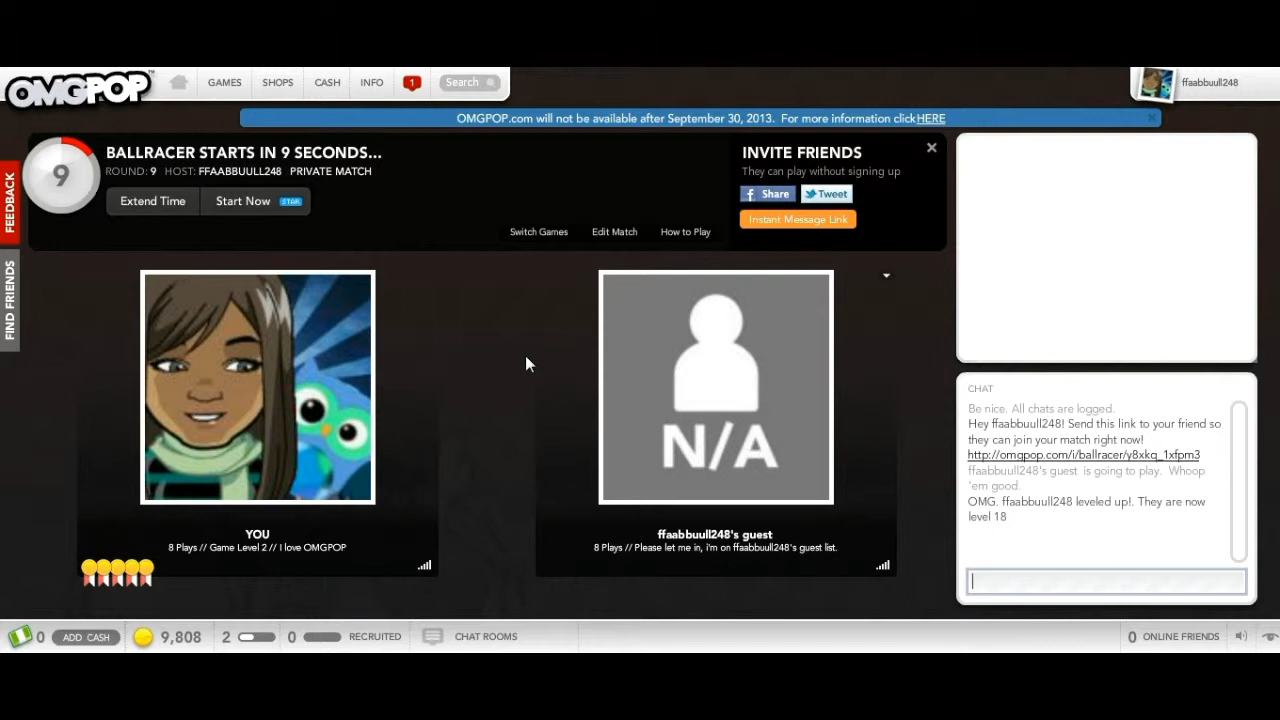 OMGPOP
GAMES
SHOPS
CASH
INFO
1
Search
ffaabbuull248
OMGPOP.com will not be available after September 30, 2013. For more information click HERE
FEEDBACK
FIND FRIENDS
9
BALLRACER STARTS IN 9 SECONDS...
ROUND: 9 HOST: FFAABBUULL248 PRIVATE MATCH
Extend Time
Start Now STAR
Switch Games
Edit Match
How to Play
INVITE FRIENDS
They can play without signing up
f Share
Tweet
Instant Message Link
N/A
YOU
8 Plays // Game Level 2 // I love OMGPOP
ffaabbuull248's guest
8 Plays // Please let me in, i'm on ffaabbuull248's guest list.
CHAT
Be nice. All chats are logged.
Hey ffaabbuull248! Send this link to your friend so
they can join your match right now!
http://omgpop.com/i/ballracer/y8xkq_1xfpm3
ffaabbuull248's guest is going to play. Whoop
'em good.
OMG. ffaabbuull248 leveled up!. They are now
level 18
0 ADD CASH
9,808
2
0 RECRUITED
CHAT ROOMS
0 ONLINE FRIENDS